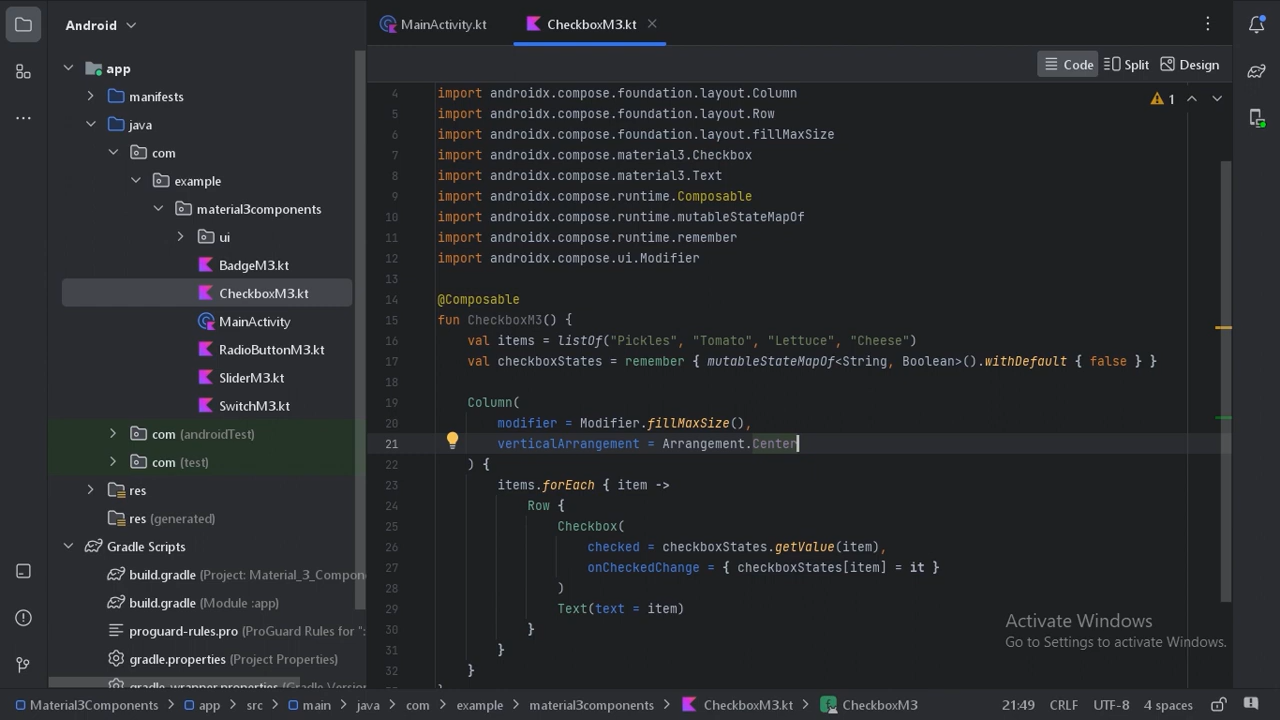 Android
MainActivity.kt
CheckboxM3.kt
Code
Split
Design
app
manifests
java
com
example
material3components
ui
BadgeM3.kt
CheckboxM3.kt
MainActivity
RadioButtonM3.kt
SliderM3.kt
SwitchM3.kt
com (androidTest)
com (test)
res
res (generated)
Gradle Scripts
build.gradle (Project: Material_3_Compon
build.gradle (Module :app)
proguard-rules.pro (ProGuard Rules for ":
gradle.properties (Project Properties)
gradle-wrapper.properties (Gradle Version
1
4 import androidx.compose.foundation.layout.Column
5 import androidx.compose.foundation.layout.Row
6 import androidx.compose.foundation.layout.fillMaxSize
7 import androidx.compose.material3.Checkbox
8 import androidx.compose.material3.Text
9 import androidx.compose.runtime.Composable
10 import androidx.compose.runtime.mutableStateMapOf
11 import androidx.compose.runtime.remember
12 import androidx.compose.ui.Modifier
13
14 @Composable
15 fun CheckboxM3() {
16 val items = listOf("Pickles", "Tomato", "Lettuce", "Cheese")
17 val checkboxStates = remember { mutableStateMapOf<String, Boolean>().withDefault { false } }
18
19 Column(
20 modifier = Modifier.fillMaxSize(),
21 verticalArrangement = Arrangement.Center
22 ) {
23 items.forEach { item ->
24 Row {
25 Checkbox(
26 checked = checkboxStates.getValue(item),
27 onCheckedChange = { checkboxStates[item] = it }
28 )
29 Text(text = item)
30 }
31 }
32 }
Activate Windows
Go to Settings to activate Windows.
Material3Components
app
src
main
java
com
example
material3components
CheckboxM3.kt
CheckboxM3
21:49
CRLF
UTF-8
4 spaces